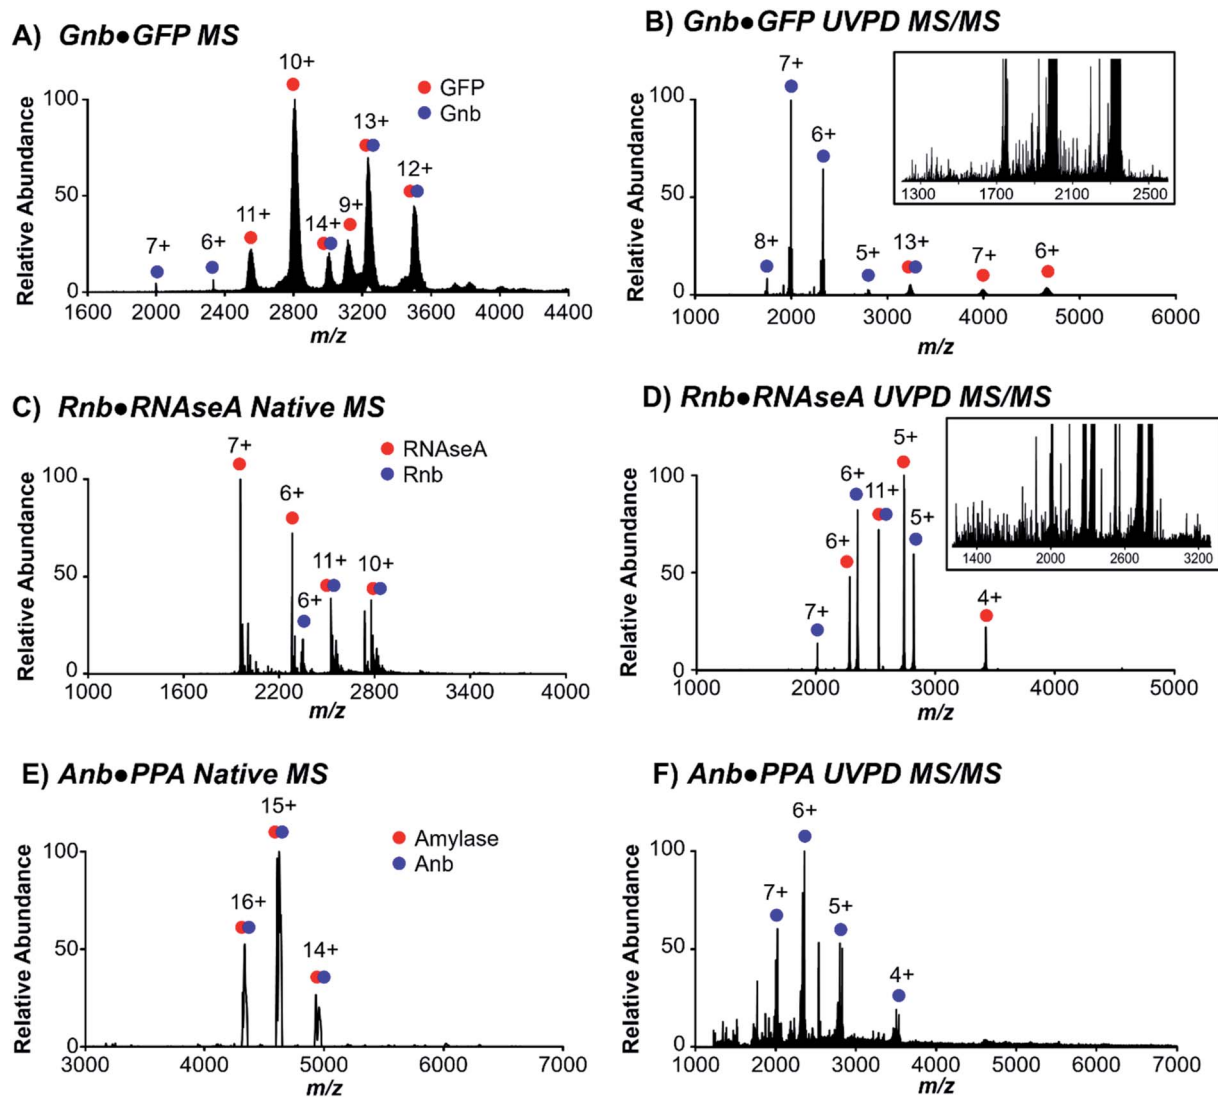 A) Gnb●GFP MS
10+
GFP
Gnb
13+
12+
11+
14+
9+
7+
6+
Relative Abundance
100
50
0
1600 2000 2400 2800 3200 3600 4000 4400
m/z
B) Gnb●GFP UVPD MS/MS
7+
6+
8+
5+
13+
7+
6+
1300 1700 2100 2500
Relative Abundance
100
50
0
1000 2000 3000 4000 5000 6000
m/z
C) Rnb●RNAseA Native MS
7+
RNAseA
Rnb
6+
6+
11+
10+
Relative Abundance
100
50
0
1000 1600 2200 2800 3400 4000
m/z
D) Rnb●RNAseA UVPD MS/MS
5+
6+
11+
5+
6+
7+
4+
1400 2000 2600 3200
Relative Abundance
100
50
0
1000 2000 3000 4000 5000
m/z
E) Anb●PPA Native MS
15+
Amylase
Anb
16+
14+
Relative Abundance
100
50
0
3000 4000 5000 6000 7000
m/z
F) Anb●PPA UVPD MS/MS
6+
7+
5+
4+
Relative Abundance
100
50
0
1000 2000 3000 4000 5000 6000 7000
m/z